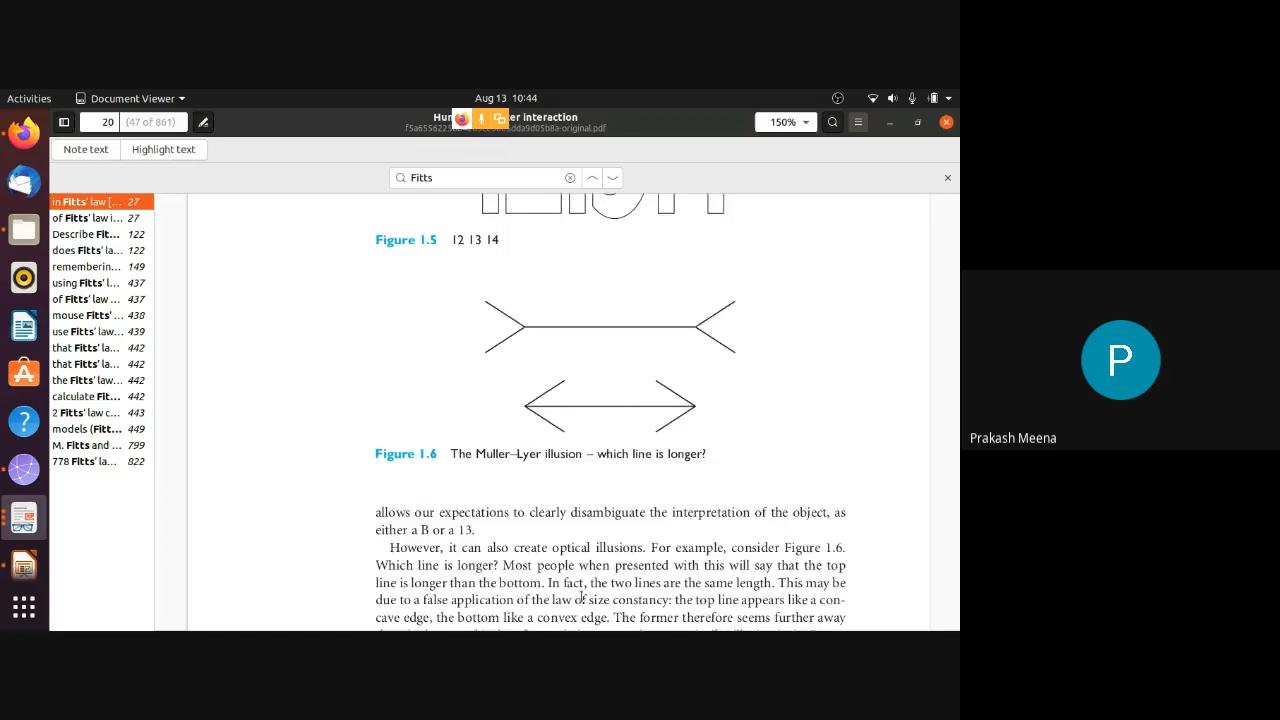 Activities Document Viewer Aug 13 10:44
20 (47 of 861) 150%
f5a6556225 dda9d05b8a-original.pdf
Note text Highlight text
Fitts
in Fitts' law [... 27
of Fitts' law i... 27
Describe Fit... 122
does Fitts' la... 122
rememberin... 149
using Fitts' l... 437
of Fitts' law ... 437
mouse Fitts' ... 438
use Fitts' law... 439
that Fitts' la... 442
that Fitts' la... 442
the Fitts' law... 442
calculate Fit... 442
2 Fitts' law c... 443
models (Fitt... 449
M. Fitts and ... 799
778 Fitts' la... 822
Figure 1.5 12 13 14
Figure 1.6 The Muller–Lyer illusion – which line is longer?
allows our expectations to clearly disambiguate the interpretation of the object, as
either a B or a 13.
However, it can also create optical illusions. For example, consider Figure 1.6.
Which line is longer? Most people when presented with this will say that the top
line is longer than the bottom. In fact, the two lines are the same length. This may be
due to a false application of the law of size constancy: the top line appears like a con-
cave edge, the bottom like a convex edge. The former therefore seems further away
P
Prakash Meena